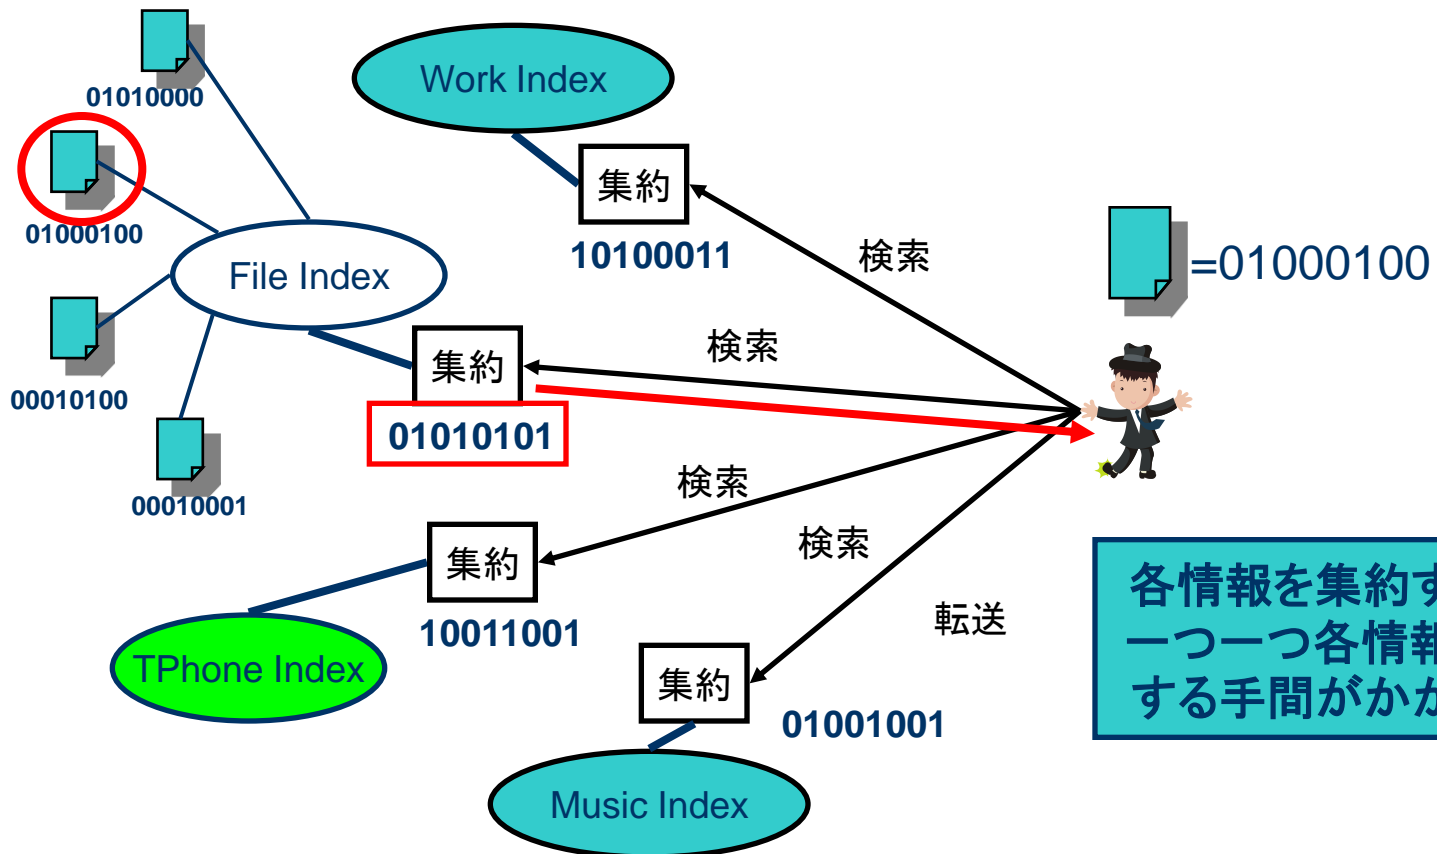 01010000
Work Index
01000100
集約
10100011
検索
=01000100
File Index
検索
集約
01010101
00010100
00010001
検索
検索
集約
10011001
転送
各情報を集約す
一つ一つ各情報
する手間がかか
TPhone Index
集約
01001001
Music Index